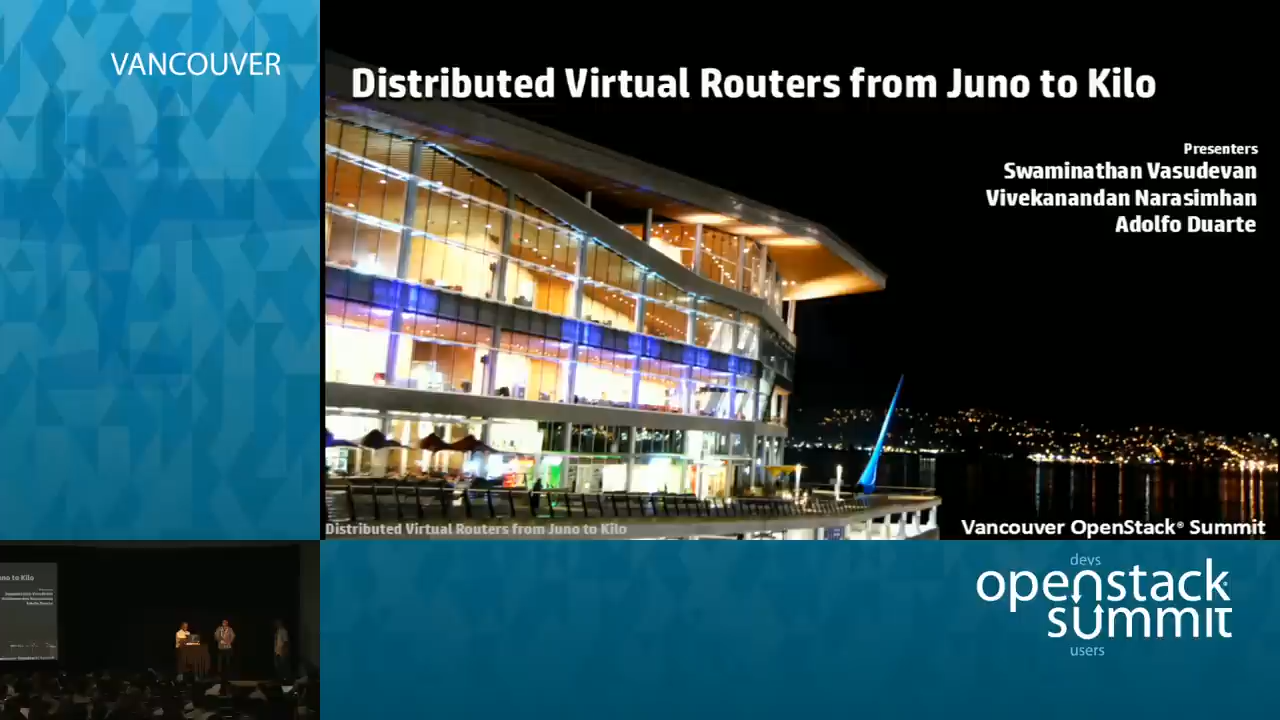 VANCOUVER
Distributed Virtual Routers from Juno to Kilo
Presenters
Swaminathan Vasudevan
Vivekanandan Narasimhan
Adolfo Duarte
Distributed Virtual Routers from Juno to Kilo
Vancouver OpenStack® Summit
devs
openstack
summit
users